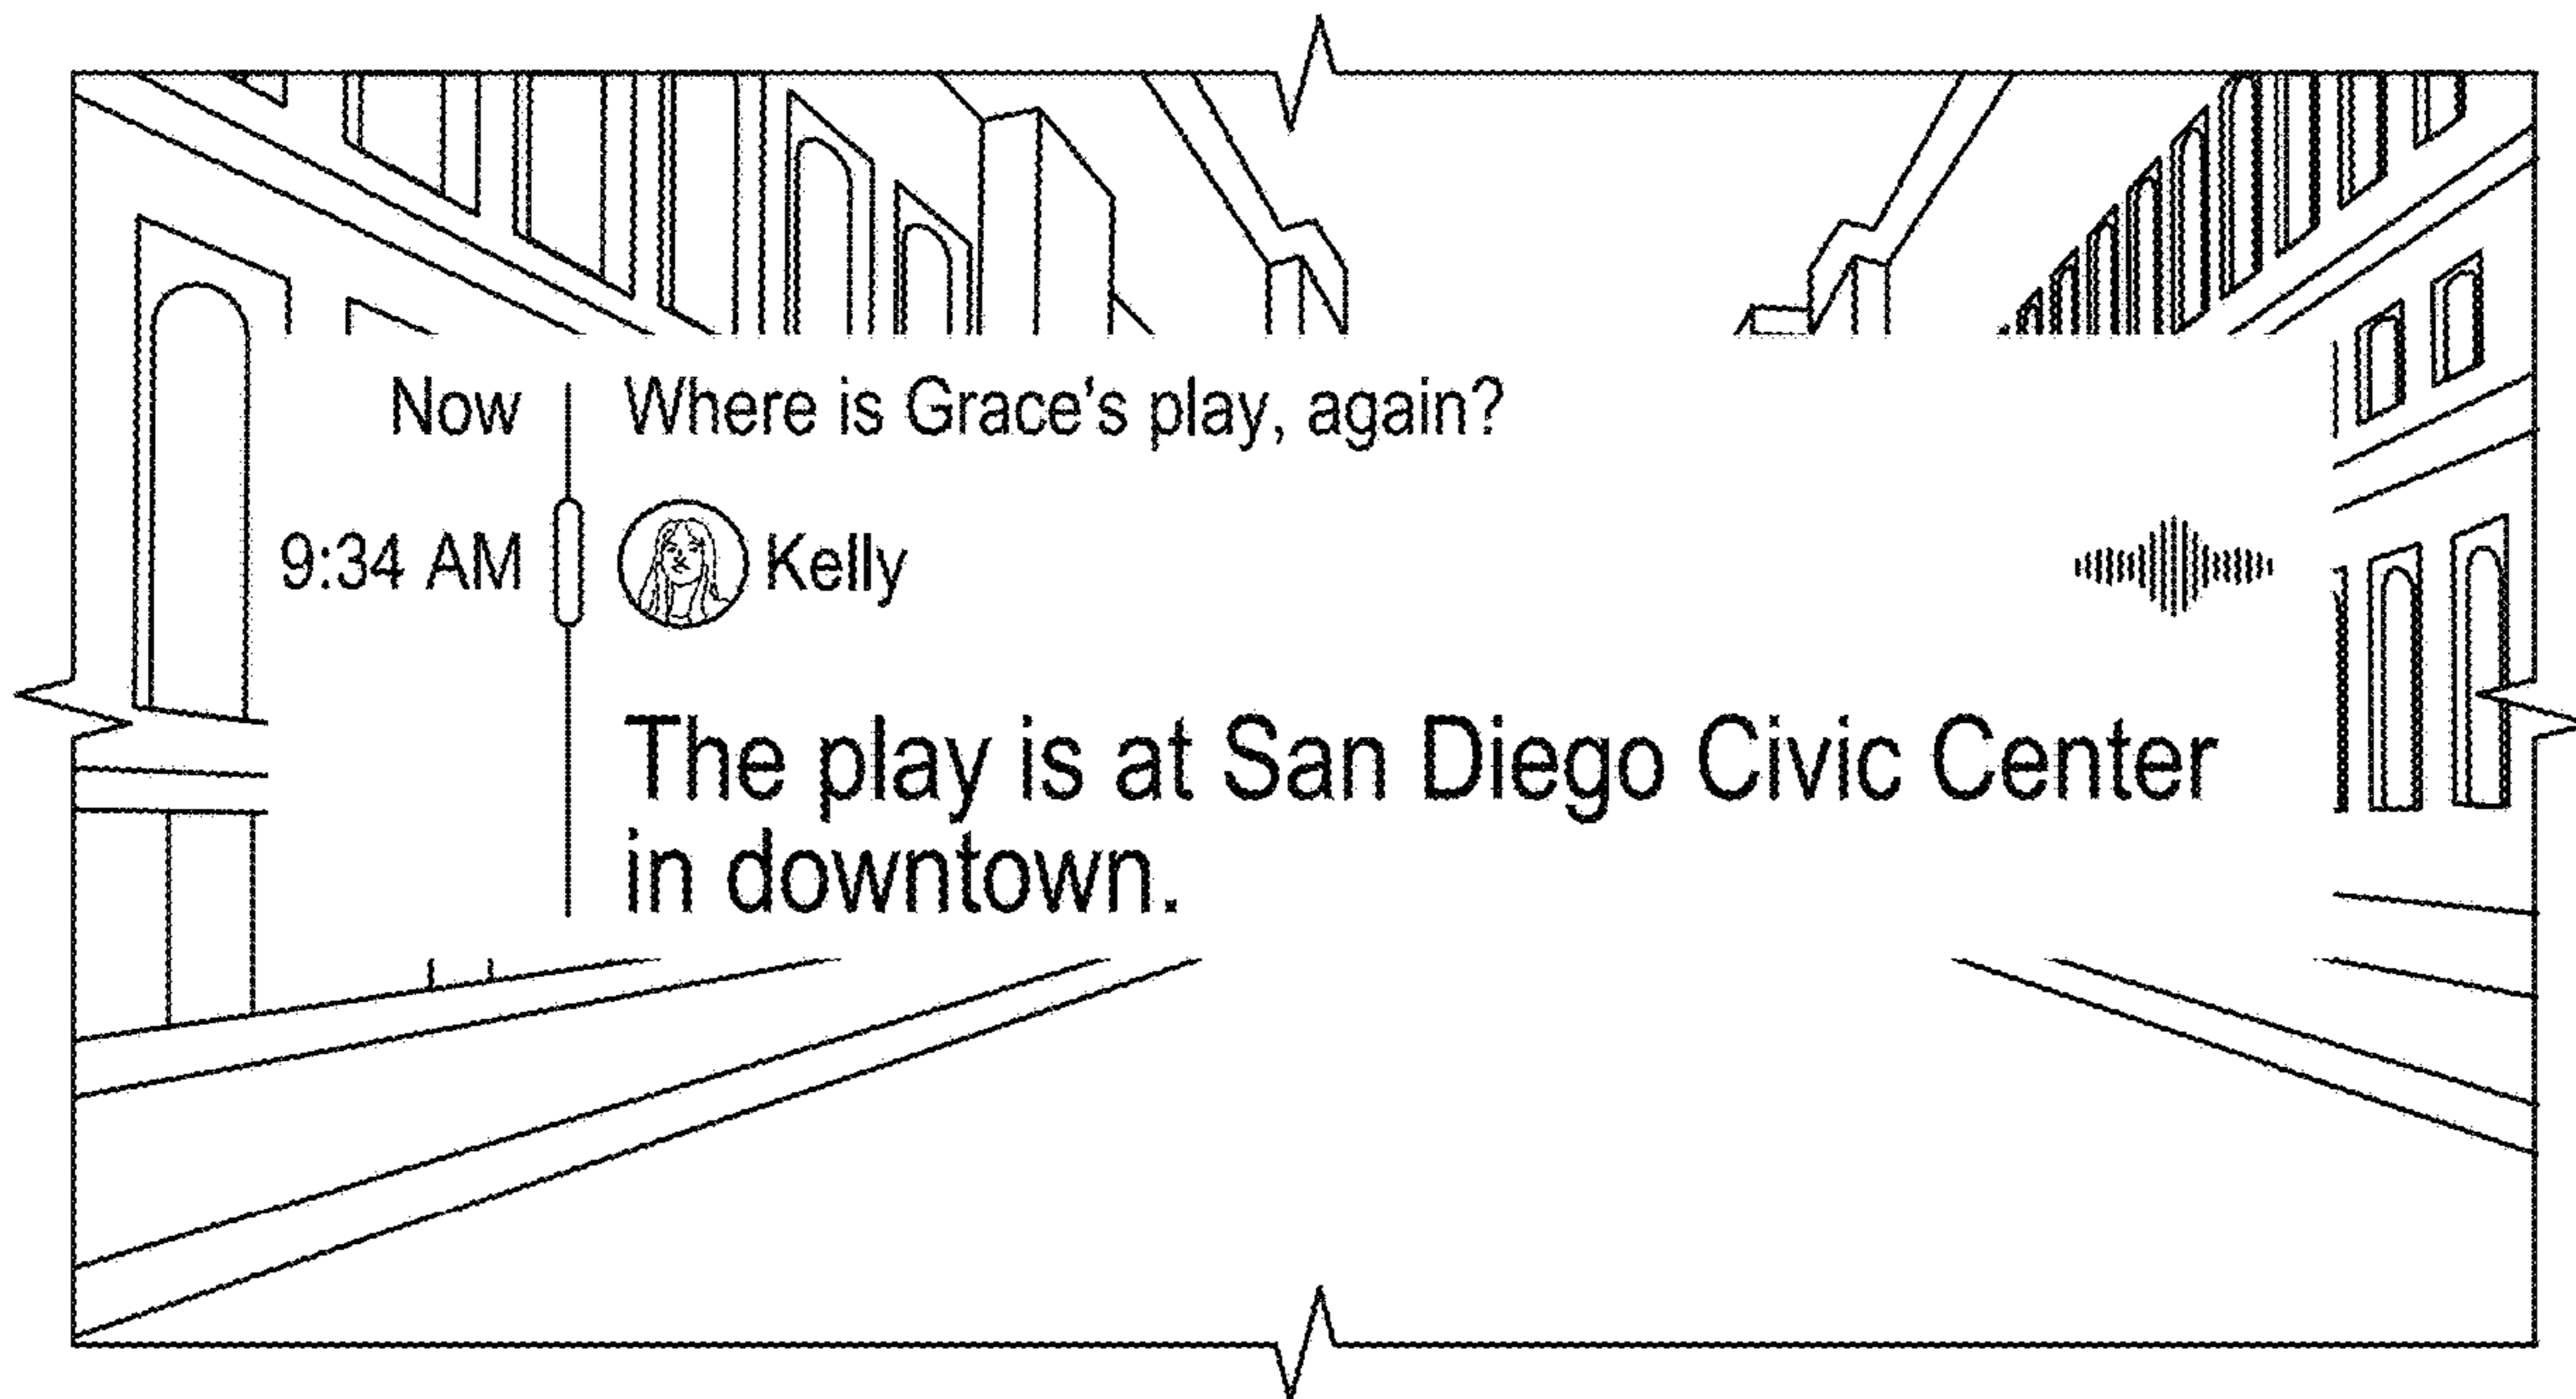 Now Where is Grace's play, again?
9:34 AM Kelly
The play is at San Diego Civic Center
in downtown.